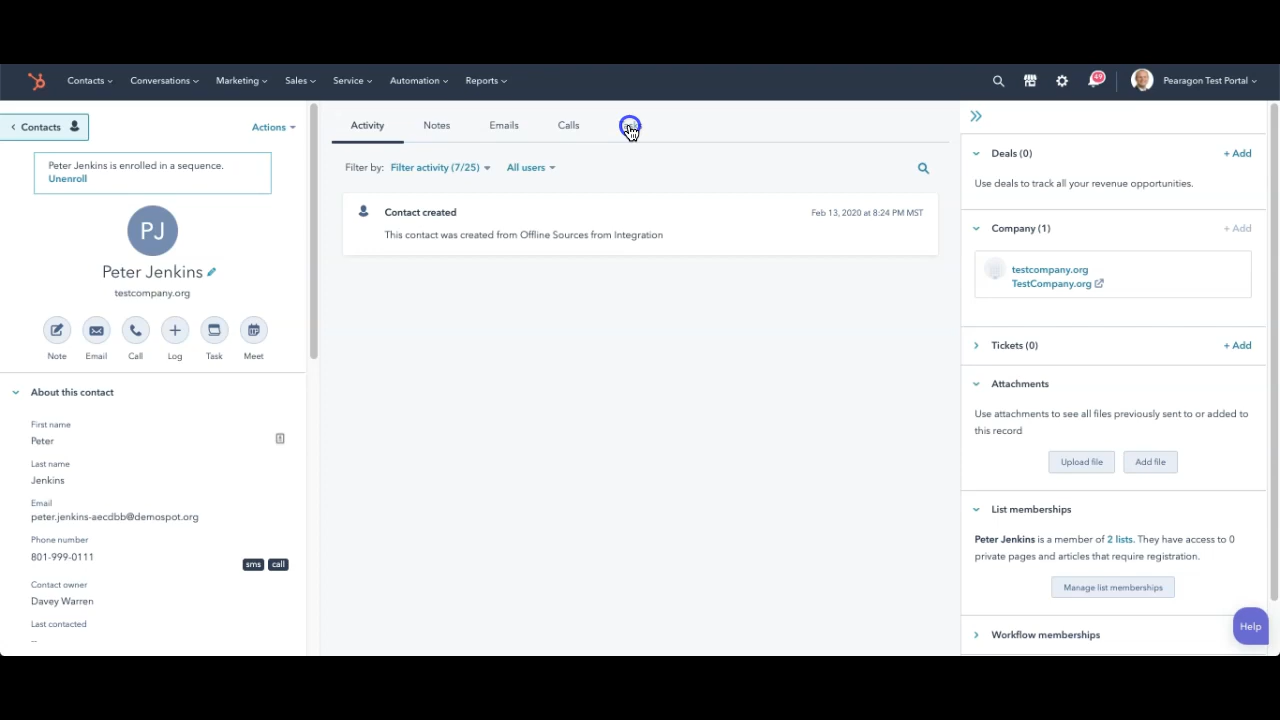 Contacts
Conversations
Marketing
Sales
Service
Automation
Reports
49
Pearagon Test Portal
Contacts
Actions
Peter Jenkins is enrolled in a sequence.
Unenroll
PJ
Peter Jenkins
testcompany.org
Note
Email
Call
Log
Task
Meet
About this contact
First name
Peter
Last name
Jenkins
Email
peter.jenkins-aecdbb@demospot.org
Phone number
801-999-0111
sms
call
Contact owner
Davey Warren
Last contacted
--
Activity
Notes
Emails
Calls
Filter by: Filter activity (7/25)
All users
Contact created
Feb 13, 2020 at 8:24 PM MST
This contact was created from Offline Sources from Integration
Deals (0)
+ Add
Use deals to track all your revenue opportunities.
Company (1)
+ Add
testcompany.org
TestCompany.org
Tickets (0)
+ Add
Attachments
Use attachments to see all files previously sent to or added to
this record
Upload file
Add file
List memberships
Peter Jenkins is a member of 2 lists. They have access to 0
private pages and articles that require registration.
Manage list memberships
Workflow memberships
Help